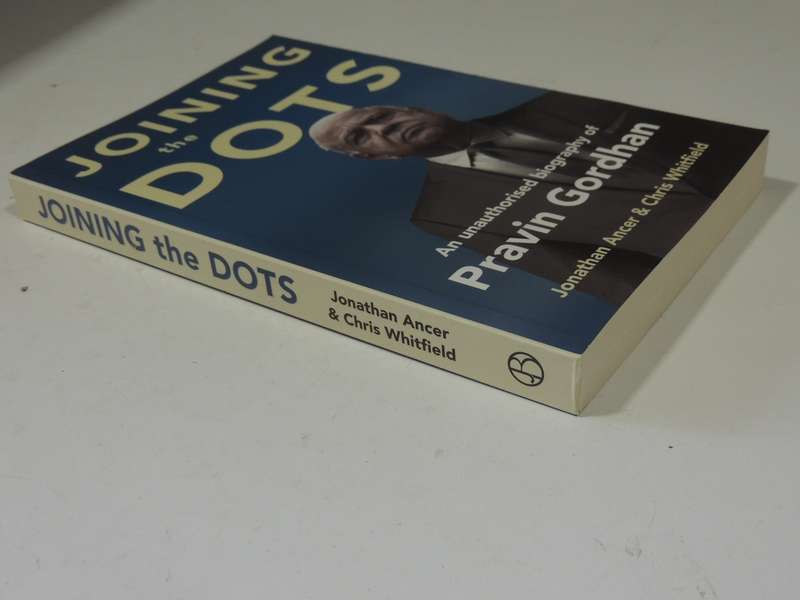 JOINING
the
DOTS
An unauthorised biography of
Pravin Gordhan
Jonathan Ancer & Chris Whitfield
JOINING the DOTS
Jonathan Ancer
& Chris Whitfield